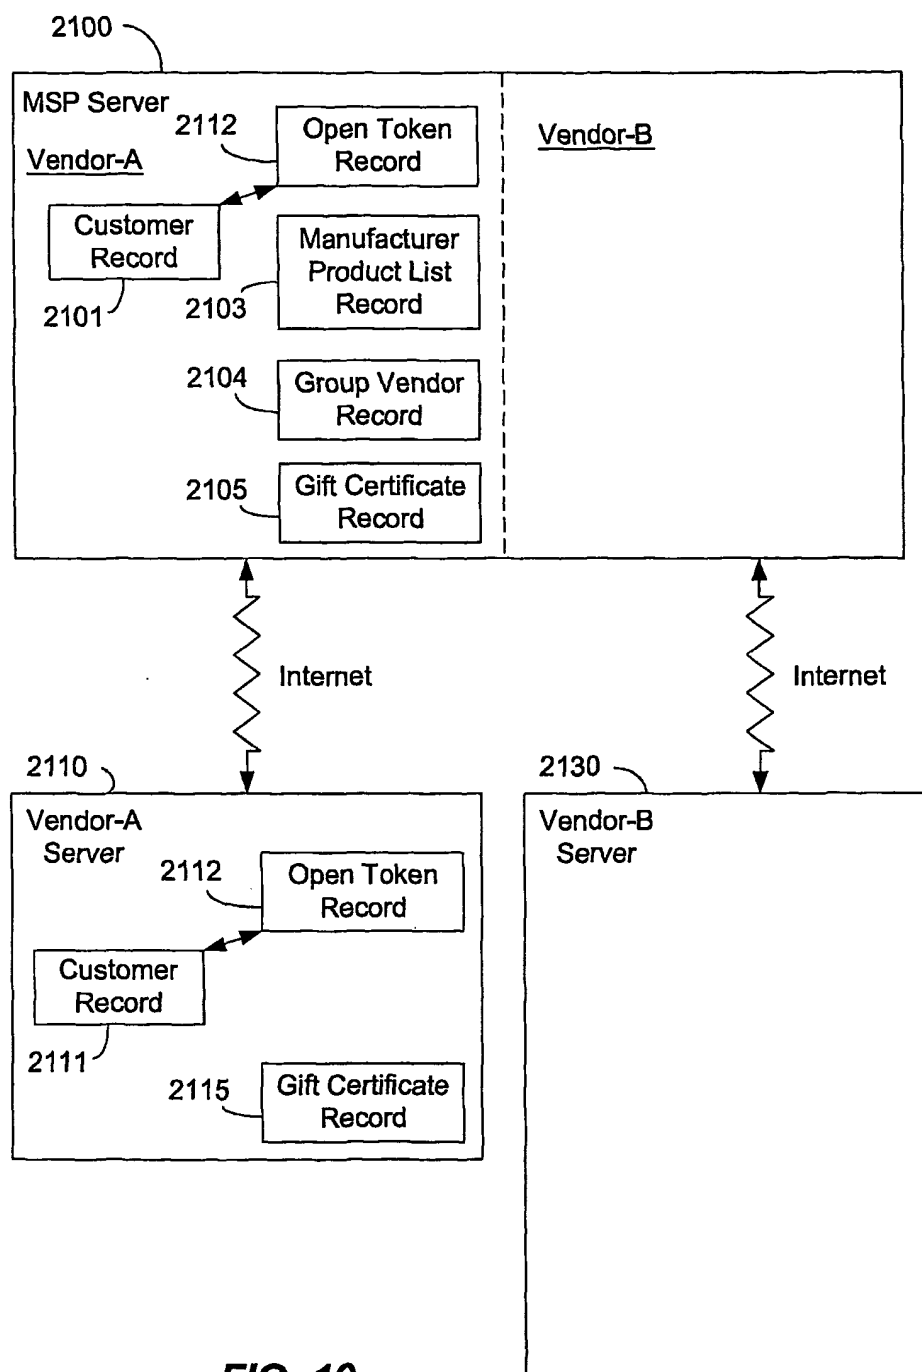 2100
MSP Server
Vendor-A
2112
Open Token
Record
Vendor-B
Customer
Record
2101
Manufacturer
Product List
Record
2103
2104
Group Vendor
Record
2105
Gift Certificate
Record
Internet
Internet
2110
Vendor-A
Server
2112
Open Token
Record
Customer
Record
2111
2115
Gift Certificate
Record
2130
Vendor-B
Server